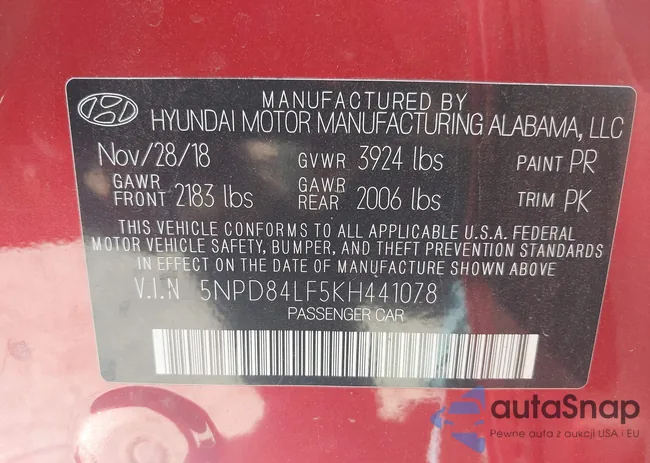 MANUFACTURED BY
HYUNDAI MOTOR MANUFACTURING ALABAMA, LLC
Nov/28/18 GVWR 3924 lbs PAINT PR
GAWR FRONT 2183 lbs GAWR REAR 2006 lbs TRIM PK
THIS VEHICLE CONFORMS TO ALL APPLICABLE U.S.A. FEDERAL
MOTOR VEHICLE SAFETY, BUMPER, AND THEFT PREVENTION STANDARDS
IN EFFECT ON THE DATE OF MANUFACTURE SHOWN ABOVE
V.I.N 5NPD84LF5KH441078
PASSENGER CAR
autaSnap
Pewne auta z aukcji USA i EU